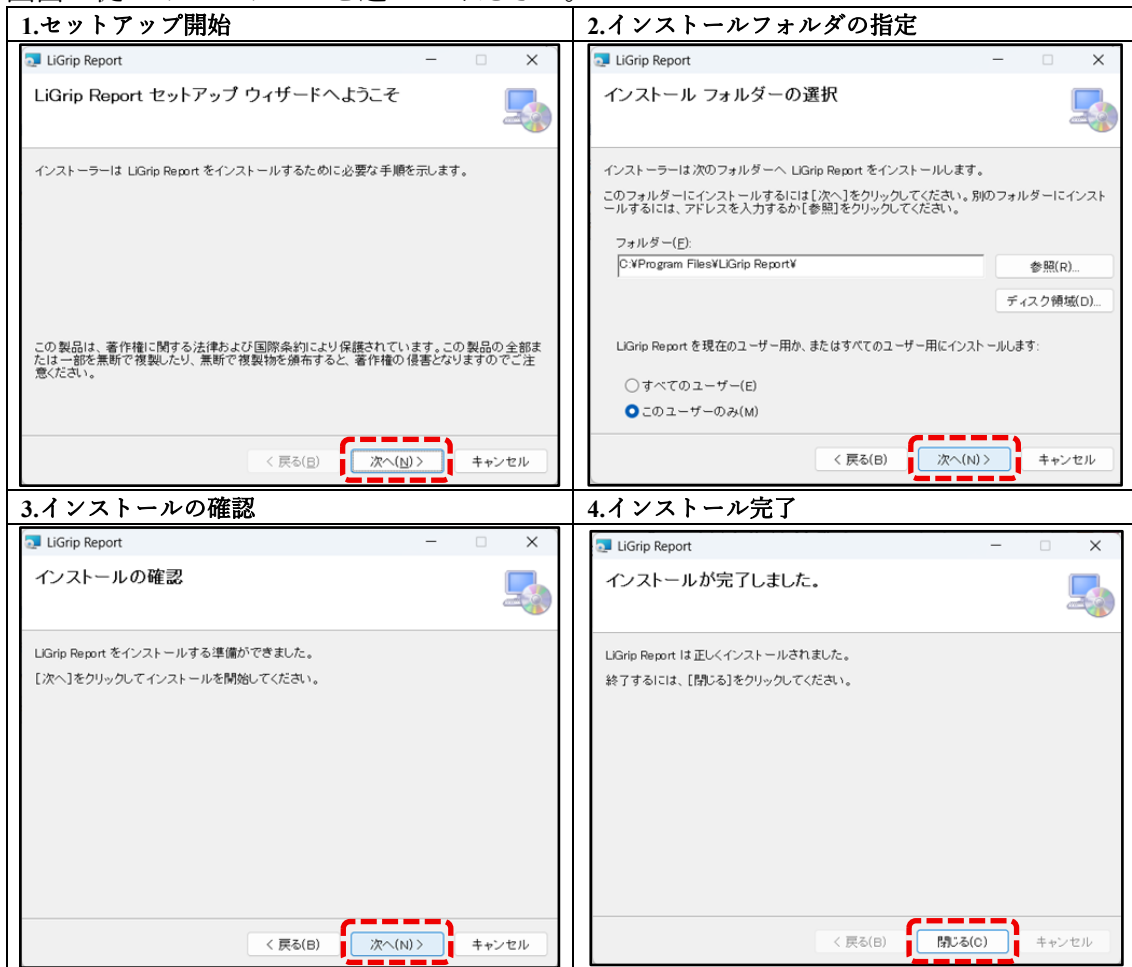 1.セットアップ開始
LiGrip Report
LiGrip Report セットアップ ウィザードへようこそ
インストーラーは LiGrip Report をインストールするために必要な手順を示します。
この製品は、著作権に関する法律および国際条約により保護されています。この製品の全部ま
たは一部を無断で複製したり、無断で複製物を頒布すると、著作権の侵害となりますのでご注
意ください。
< 戻る(B)
次へ(N) >
キャンセル
2.インストールフォルダの指定
LiGrip Report
インストール フォルダーの選択
インストーラーは次のフォルダーへ LiGrip Report をインストールします。
このフォルダーにインストールするには[次へ]をクリックしてください。別のフォルダーにインスト
ールするには、アドレスを入力するか[参照]をクリックしてください。
フォルダー(F):
C:¥Program Files¥LiGrip Report¥
参照(R)...
ディスク領域(D)...
LiGrip Report を現在のユーザー用か、またはすべてのユーザー用にインストールします:
すべてのユーザー(E)
このユーザーのみ(M)
< 戻る(B)
次へ(N) >
キャンセル
3.インストールの確認
LiGrip Report
インストールの確認
LiGrip Report をインストールする準備ができました。
[次へ]をクリックしてインストールを開始してください。
< 戻る(B)
次へ(N) >
キャンセル
4.インストール完了
LiGrip Report
インストールが完了しました。
LiGrip Report は正しくインストールされました。
終了するには、[閉じる]をクリックしてください。
< 戻る(B)
閉じる(C)
キャンセル